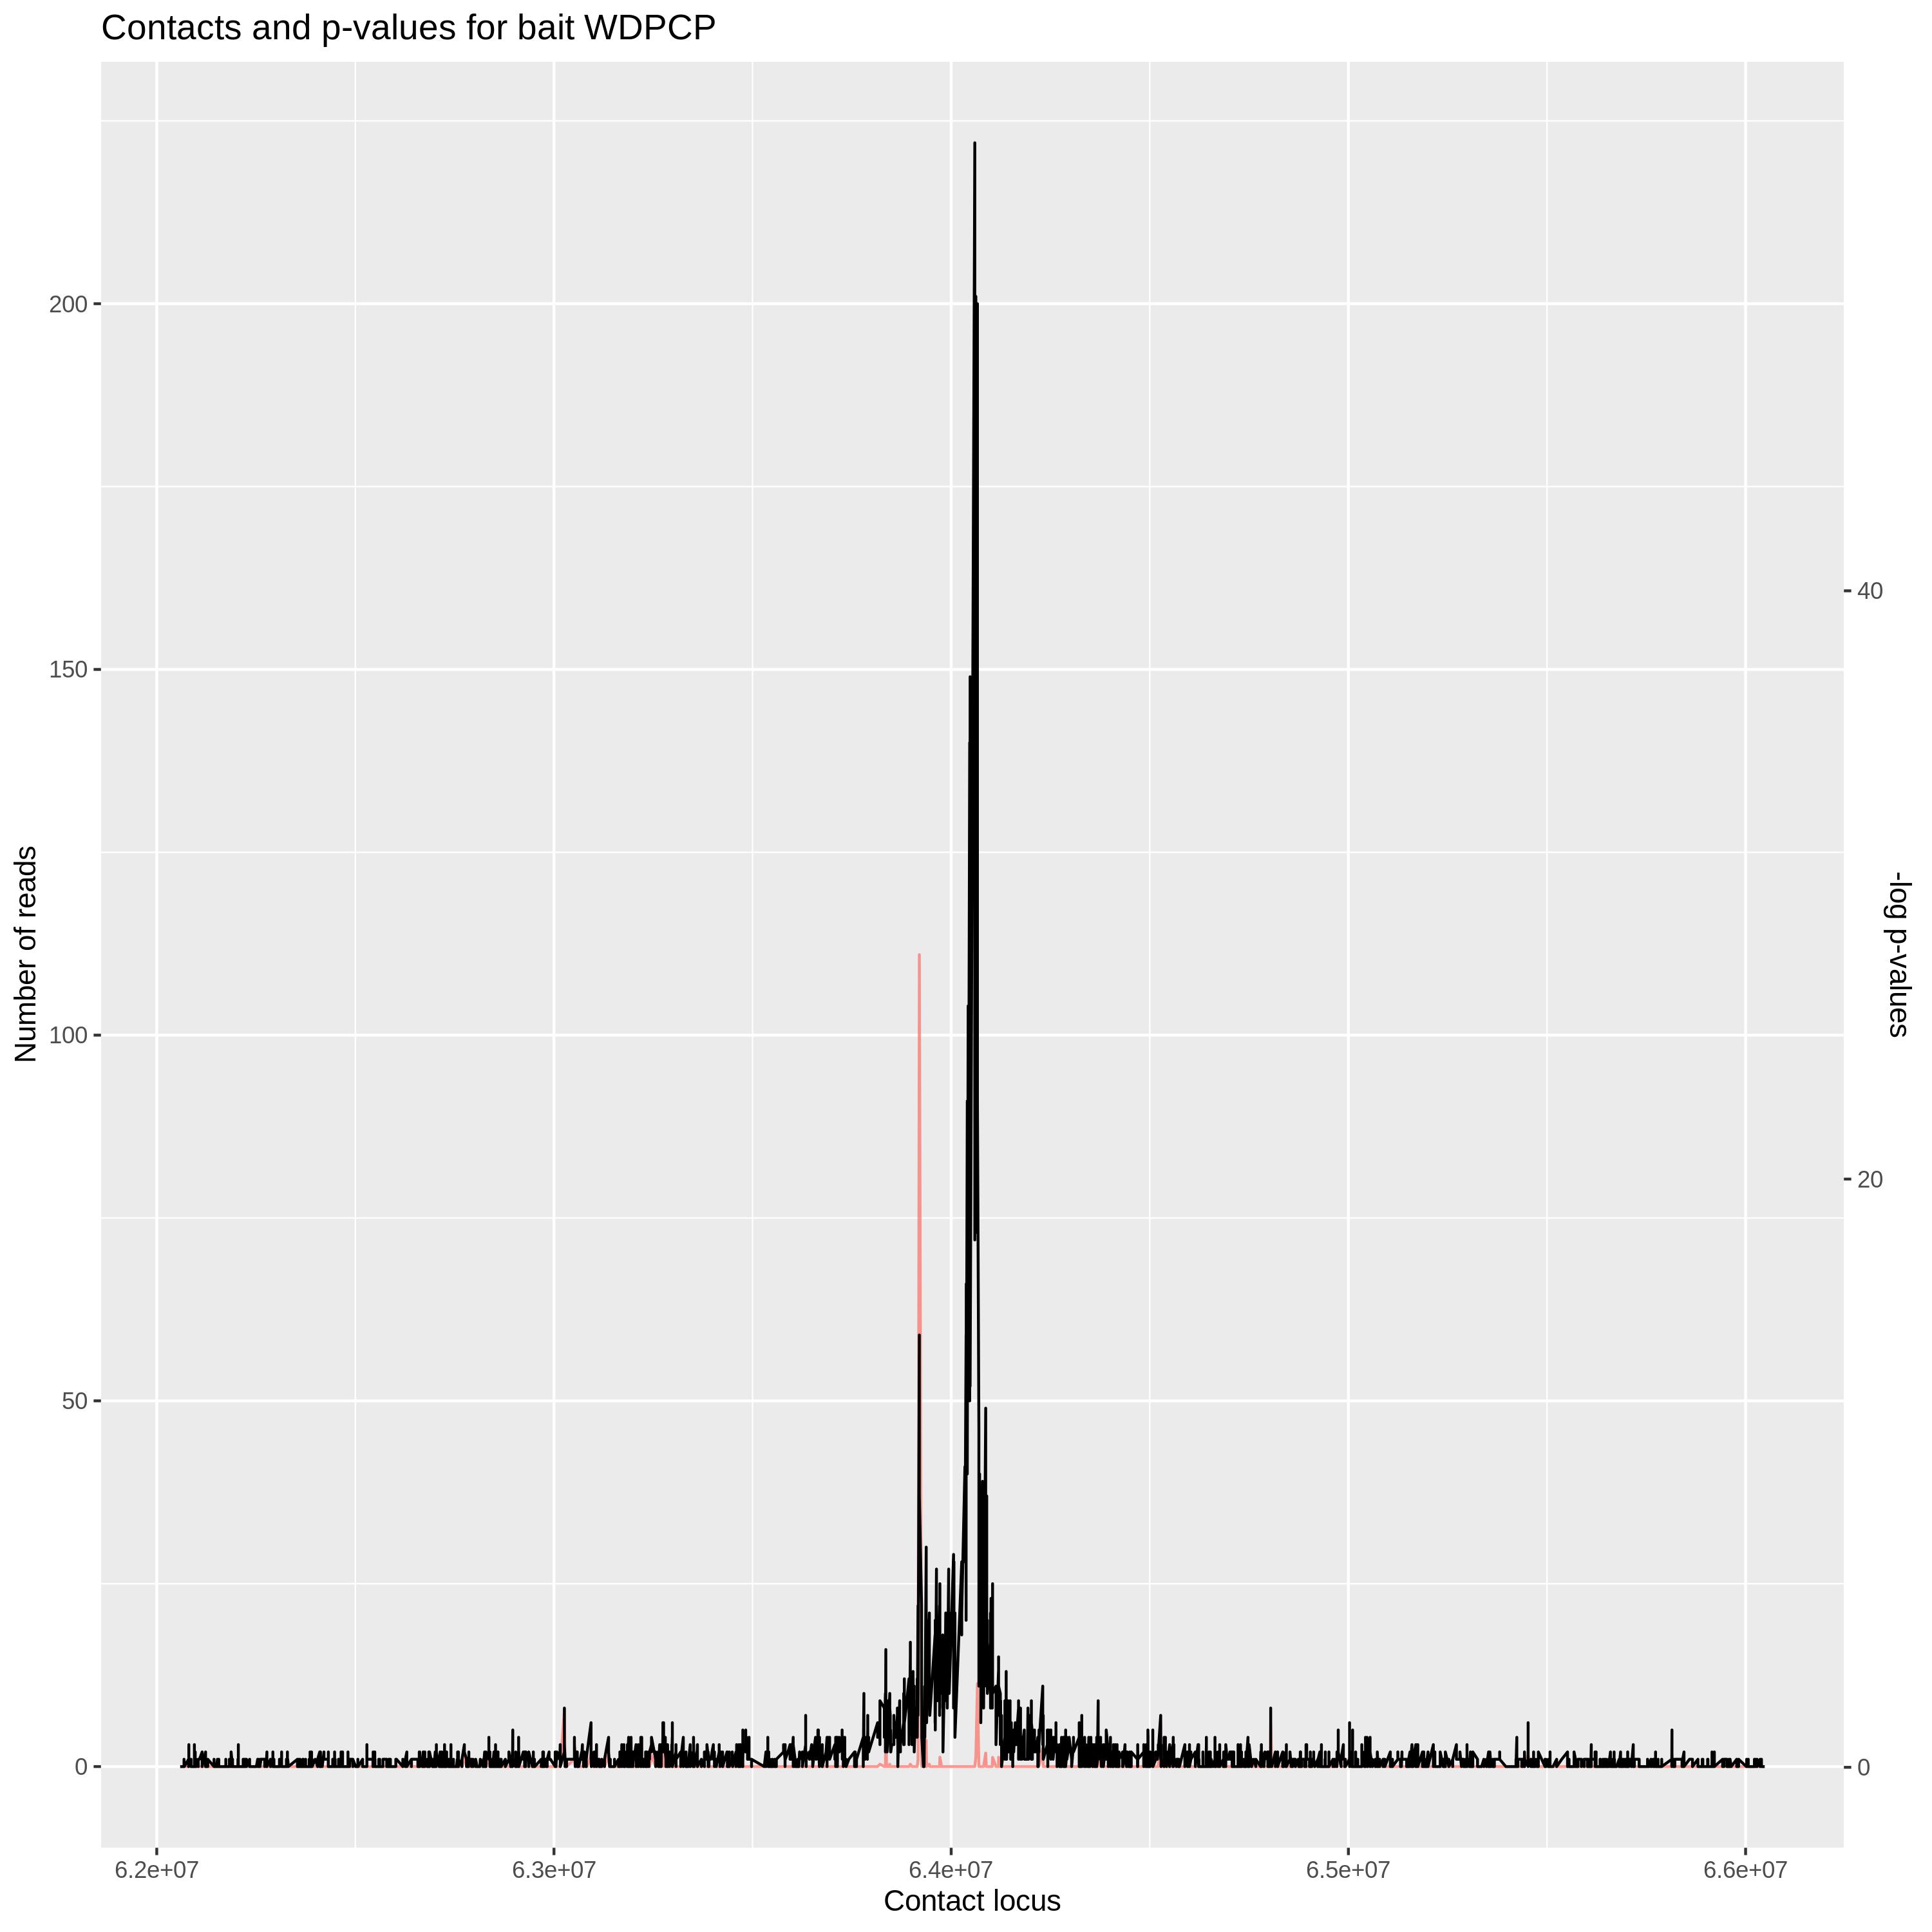 Contacts and p-values for bait WDPCP
200
150
100
50
0
Number of reads
40
20
0
-log p-values
6.2e+07
6.3e+07
6.4e+07
6.5e+07
6.6e+07
Contact locus